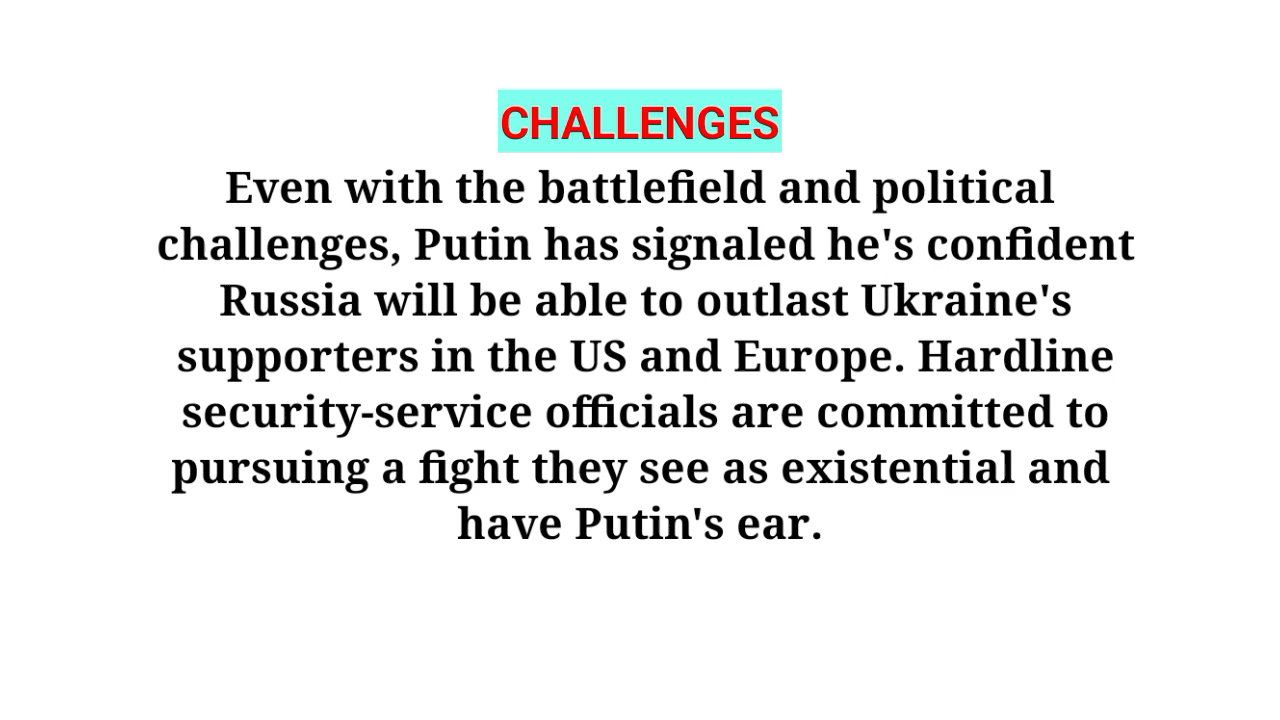 CHALLENGES
Even with the battlefield and political
challenges, Putin has signaled he's confident
Russia will be able to outlast Ukraine's
supporters in the US and Europe. Hardline
security-service officials are committed to
pursuing a fight they see as existential and
have Putin's ear.